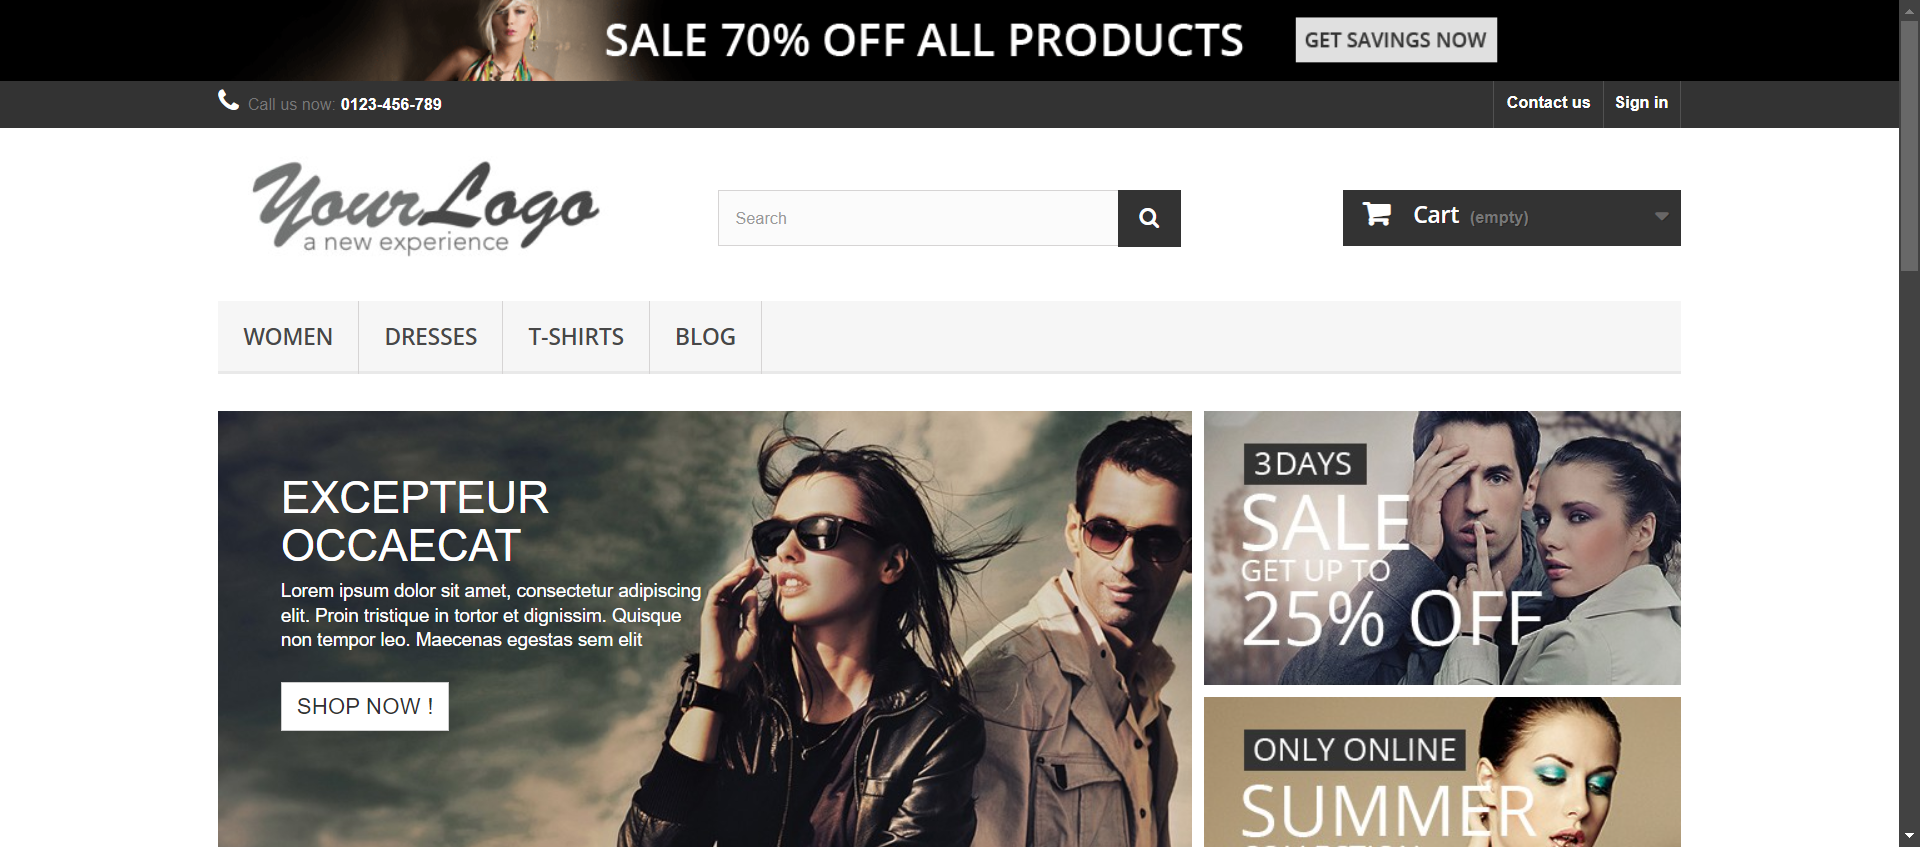 SALE 70% OFF ALL PRODUCTS
GET SAVINGS NOW
Call us now: 0123-456-789
Contact us
Sign in
YourLogo
a new experience
Search
Cart (empty)
WOMEN
DRESSES
T-SHIRTS
BLOG
EXCEPTEUR
OCCAECAT
Lorem ipsum dolor sit amet, consectetur adipiscing
elit. Proin tristique in tortor et dignissim. Quisque
non tempor leo. Maecenas egestas sem elit
SHOP NOW !
3 DAYS
SALE
GET UP TO
25% OFF
ONLY ONLINE
SUMMER